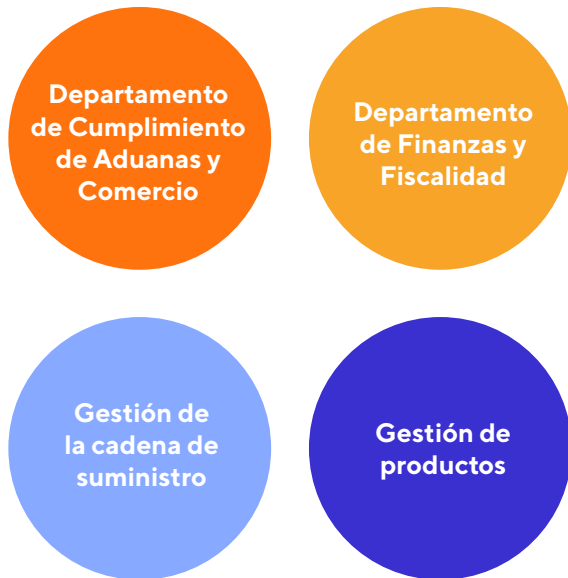 Departamento
de Cumplimiento
de Aduanas y
Comercio
Departamento
de Finanzas y
Fiscalidad
Gestión de
la cadena de
suministro
Gestión de
productos